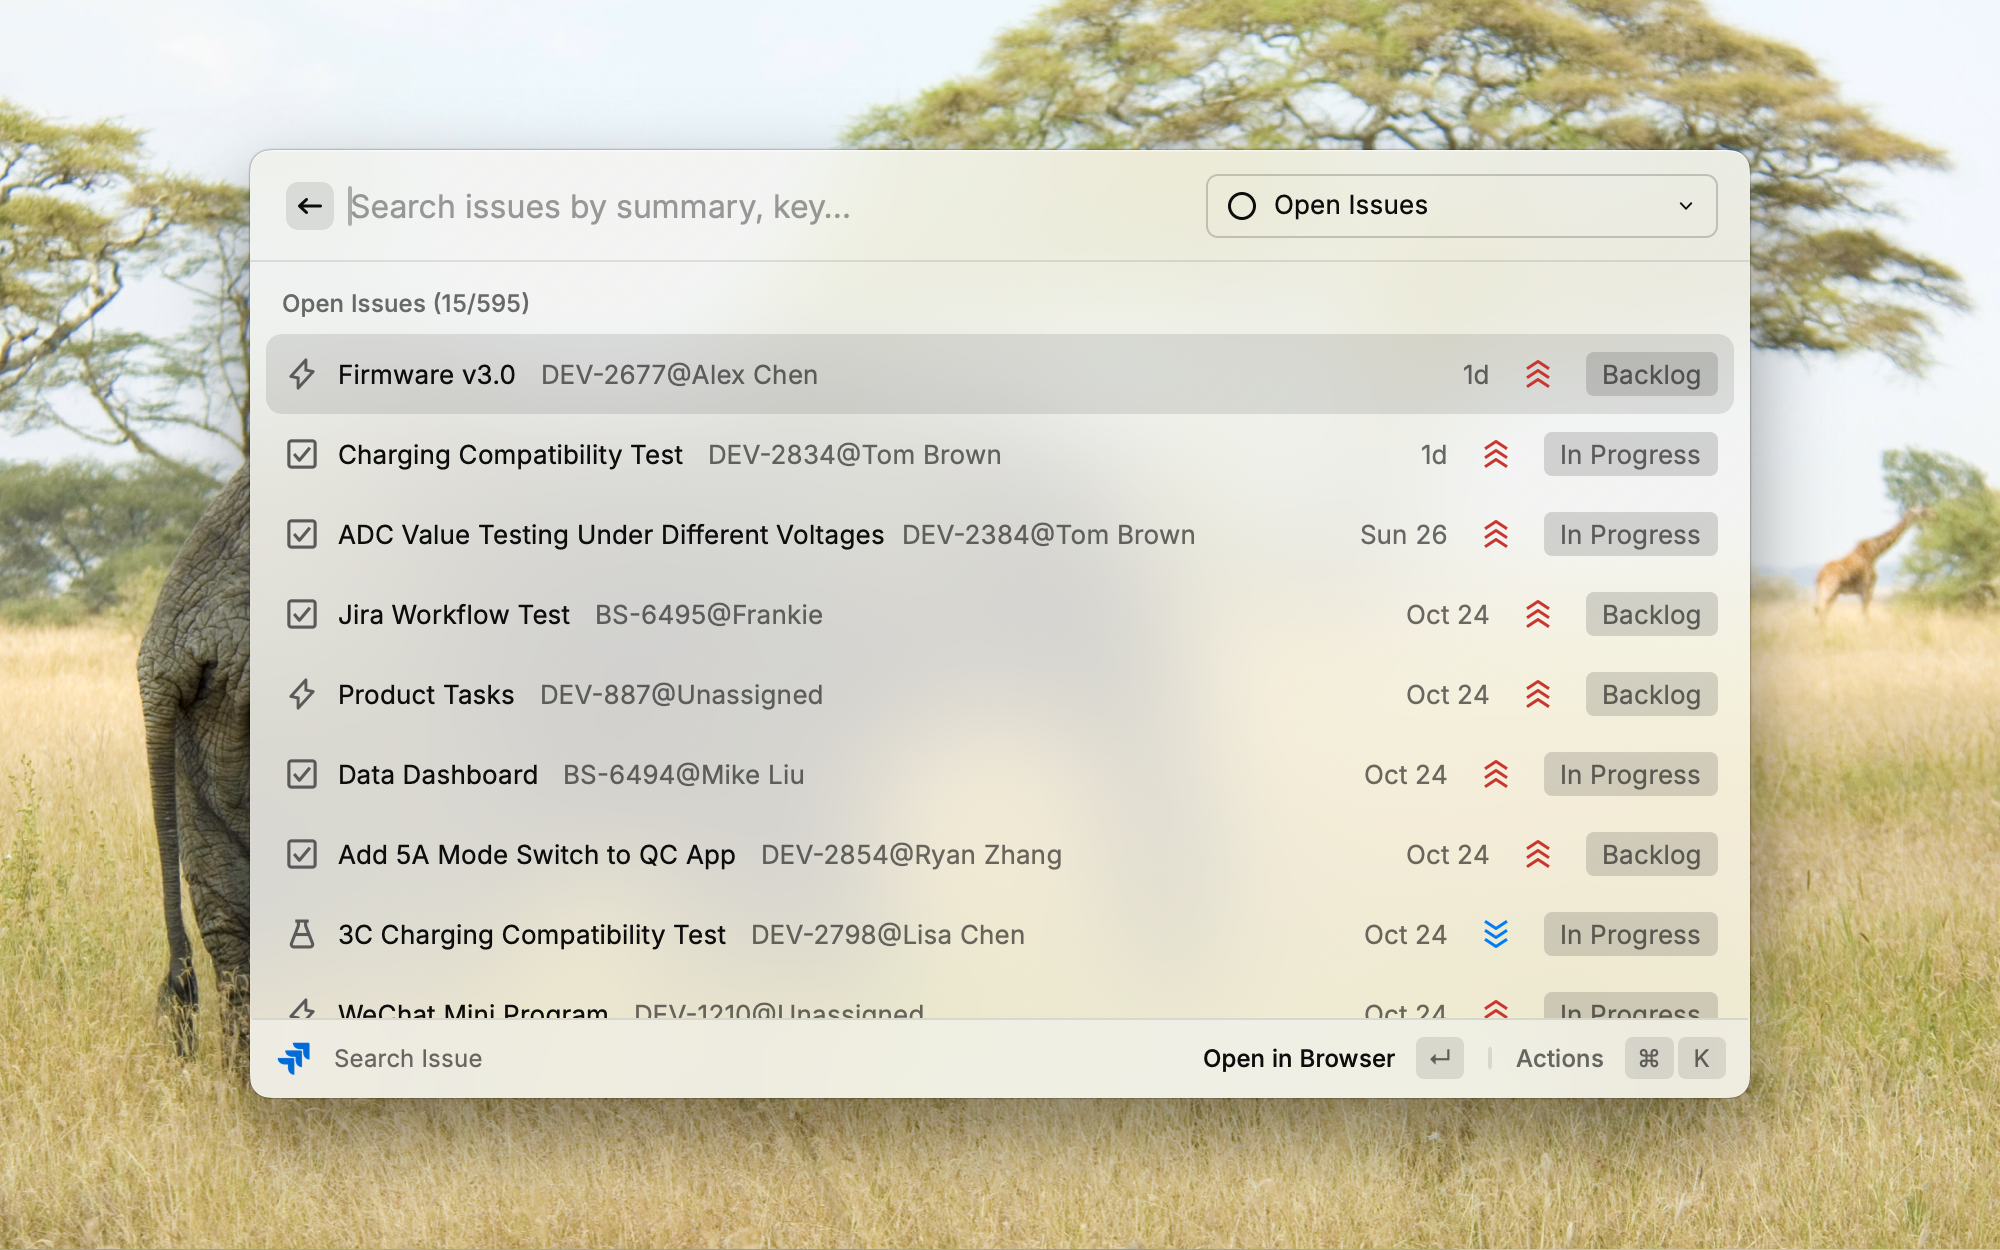 Search issues by summary, key... Open Issues
Open Issues (15/595)
Firmware v3.0 DEV-2677@Alex Chen 1d Backlog
Charging Compatibility Test DEV-2834@Tom Brown 1d In Progress
ADC Value Testing Under Different Voltages DEV-2384@Tom Brown Sun 26 In Progress
Jira Workflow Test BS-6495@Frankie Oct 24 Backlog
Product Tasks DEV-887@Unassigned Oct 24 Backlog
Data Dashboard BS-6494@Mike Liu Oct 24 In Progress
Add 5A Mode Switch to QC App DEV-2854@Ryan Zhang Oct 24 Backlog
3C Charging Compatibility Test DEV-2798@Lisa Chen Oct 24 In Progress
WeChat Mini Program DEV-1210@Unassigned Oct 24 In Progress
Search Issue Open in Browser ↵ Actions ⌘ K